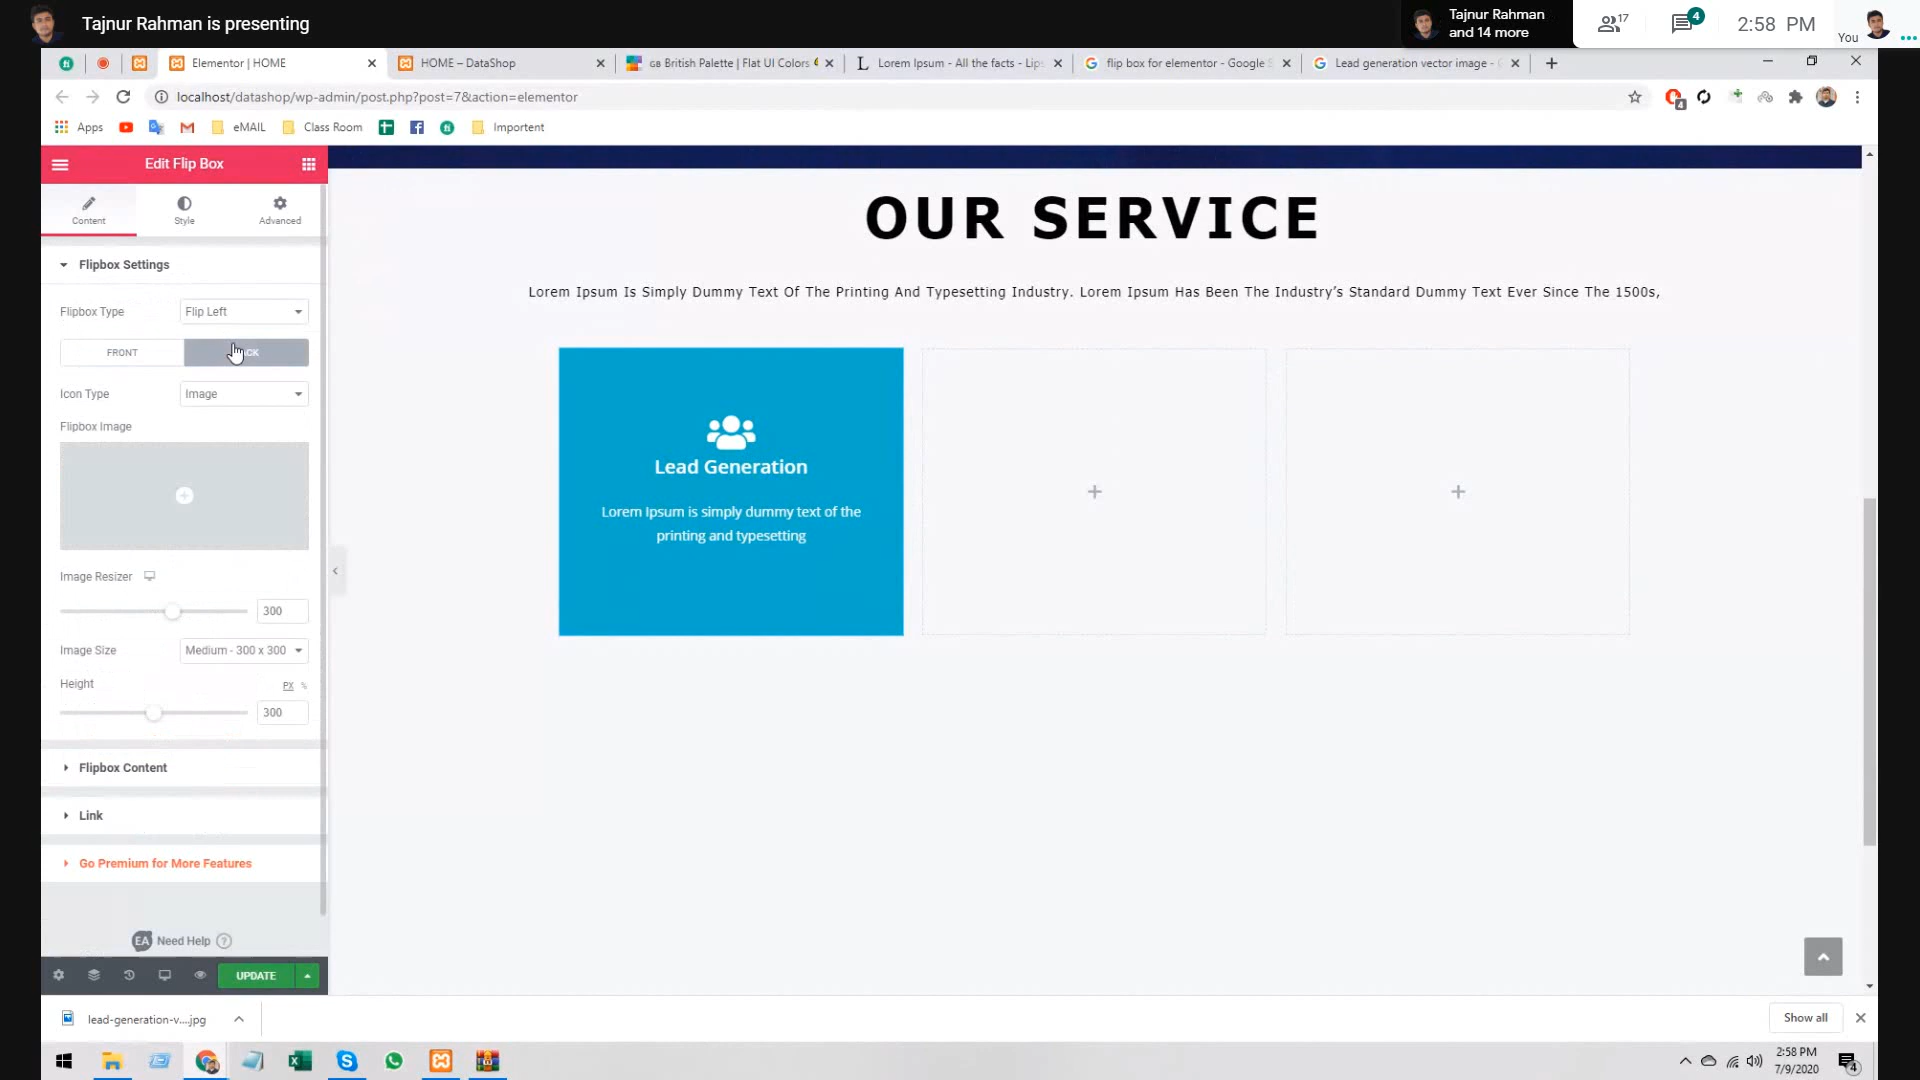 Tajnur Rahman is presenting
Tajnur Rahman
and 14 more
17
4
2:58 PM
You
Elementor | HOME
HOME – DataShop
GB British Palette | Flat UI Colors
Lorem Ipsum - All the facts - Lips
flip box for elementor - Google S
Lead generation vector image - G
localhost/datashop/wp-admin/post.php?post=7&action=elementor
4
Apps
eMAIL
Class Room
Importent
Edit Flip Box
Content
Style
Advanced
Flipbox Settings
Flipbox Type
Flip Left
FRONT
Icon Type
Image
Flipbox Image
Image Resizer
300
Image Size
Medium - 300 x 300
Height
PX %
300
Flipbox Content
Link
Go Premium for More Features
EA Need Help ?
UPDATE
OUR SERVICE
Lorem Ipsum Is Simply Dummy Text Of The Printing And Typesetting Industry. Lorem Ipsum Has Been The Industry’s Standard Dummy Text Ever Since The 1500s,
Lead Generation
Lorem Ipsum is simply dummy text of the
printing and typesetting
lead-generation-v....jpg
Show all
2:58 PM
7/9/2020
4